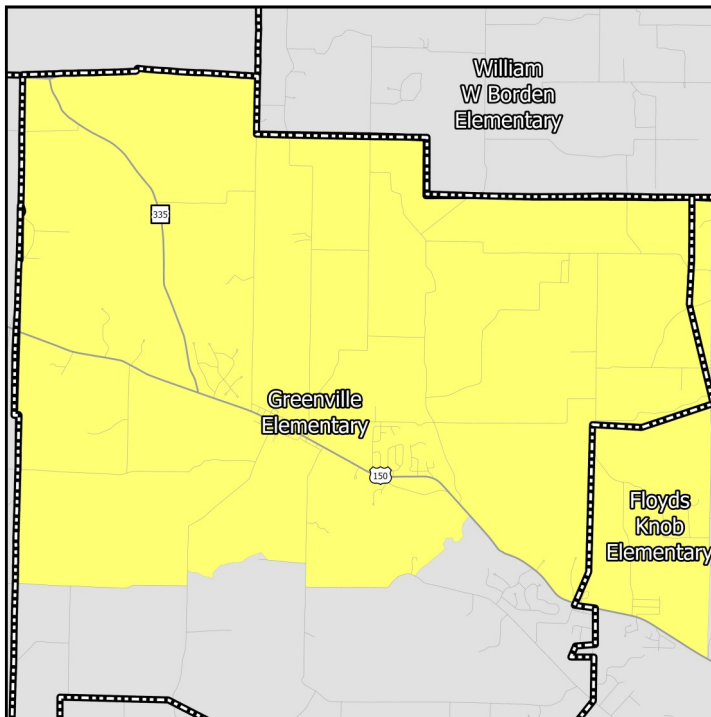 William
W Borden
Elementary
335
Greenville
Elementary
150
Floyds
Knob
Elementary